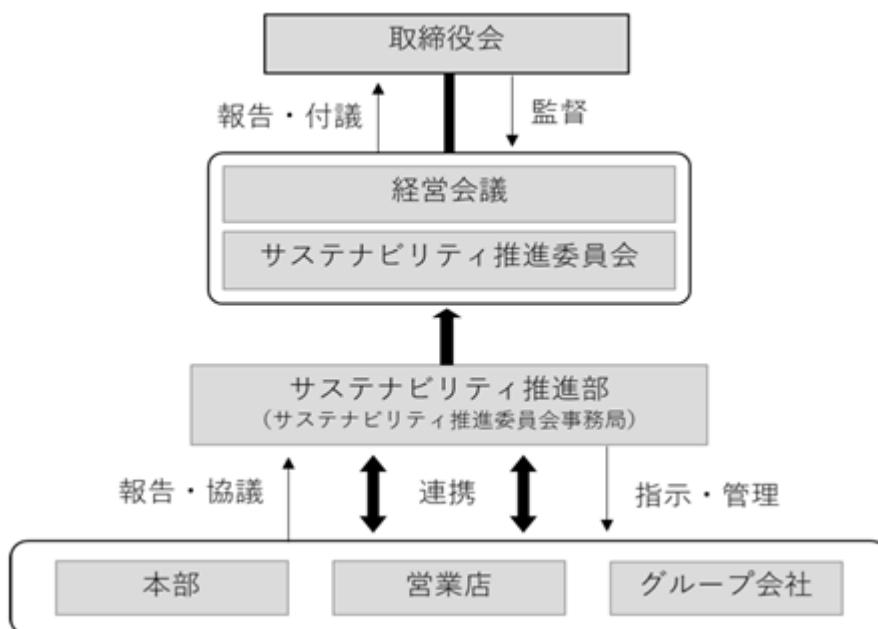 取締役会
報告・付議
監督
経営会議
サステナビリティ推進委員会
サステナビリティ推進部
(サステナビリティ推進委員会事務局)
報告・協議
連携
指示・管理
本部
営業店
グループ会社